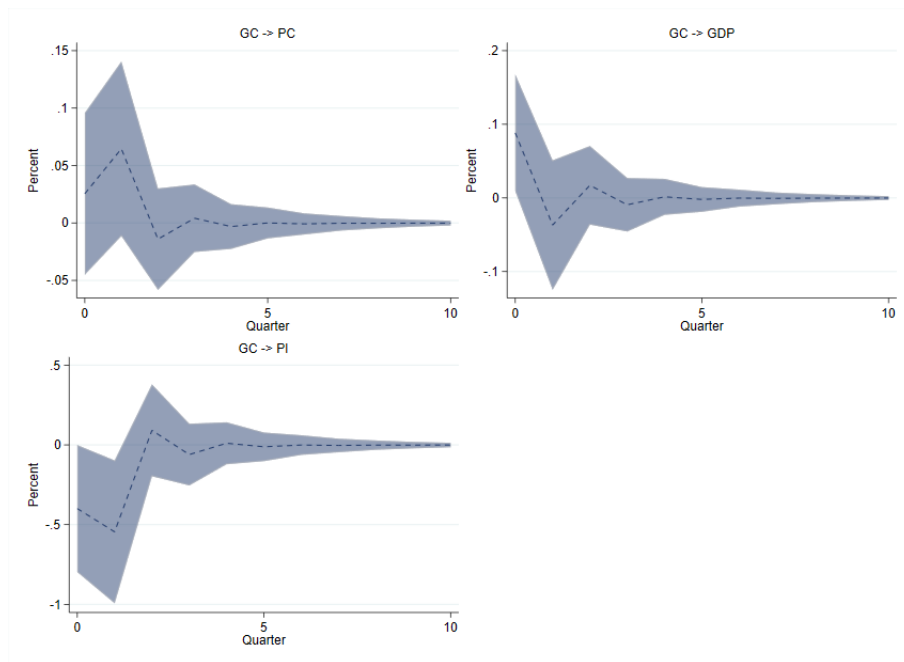 GC -> PC
.15
.1
.05
0
-.05
Percent
0
5
10
Quarter
GC -> GDP
.2
.1
0
-.1
Percent
0
5
10
Quarter
GC -> PI
.5
0
-.5
-1
Percent
0
5
10
Quarter